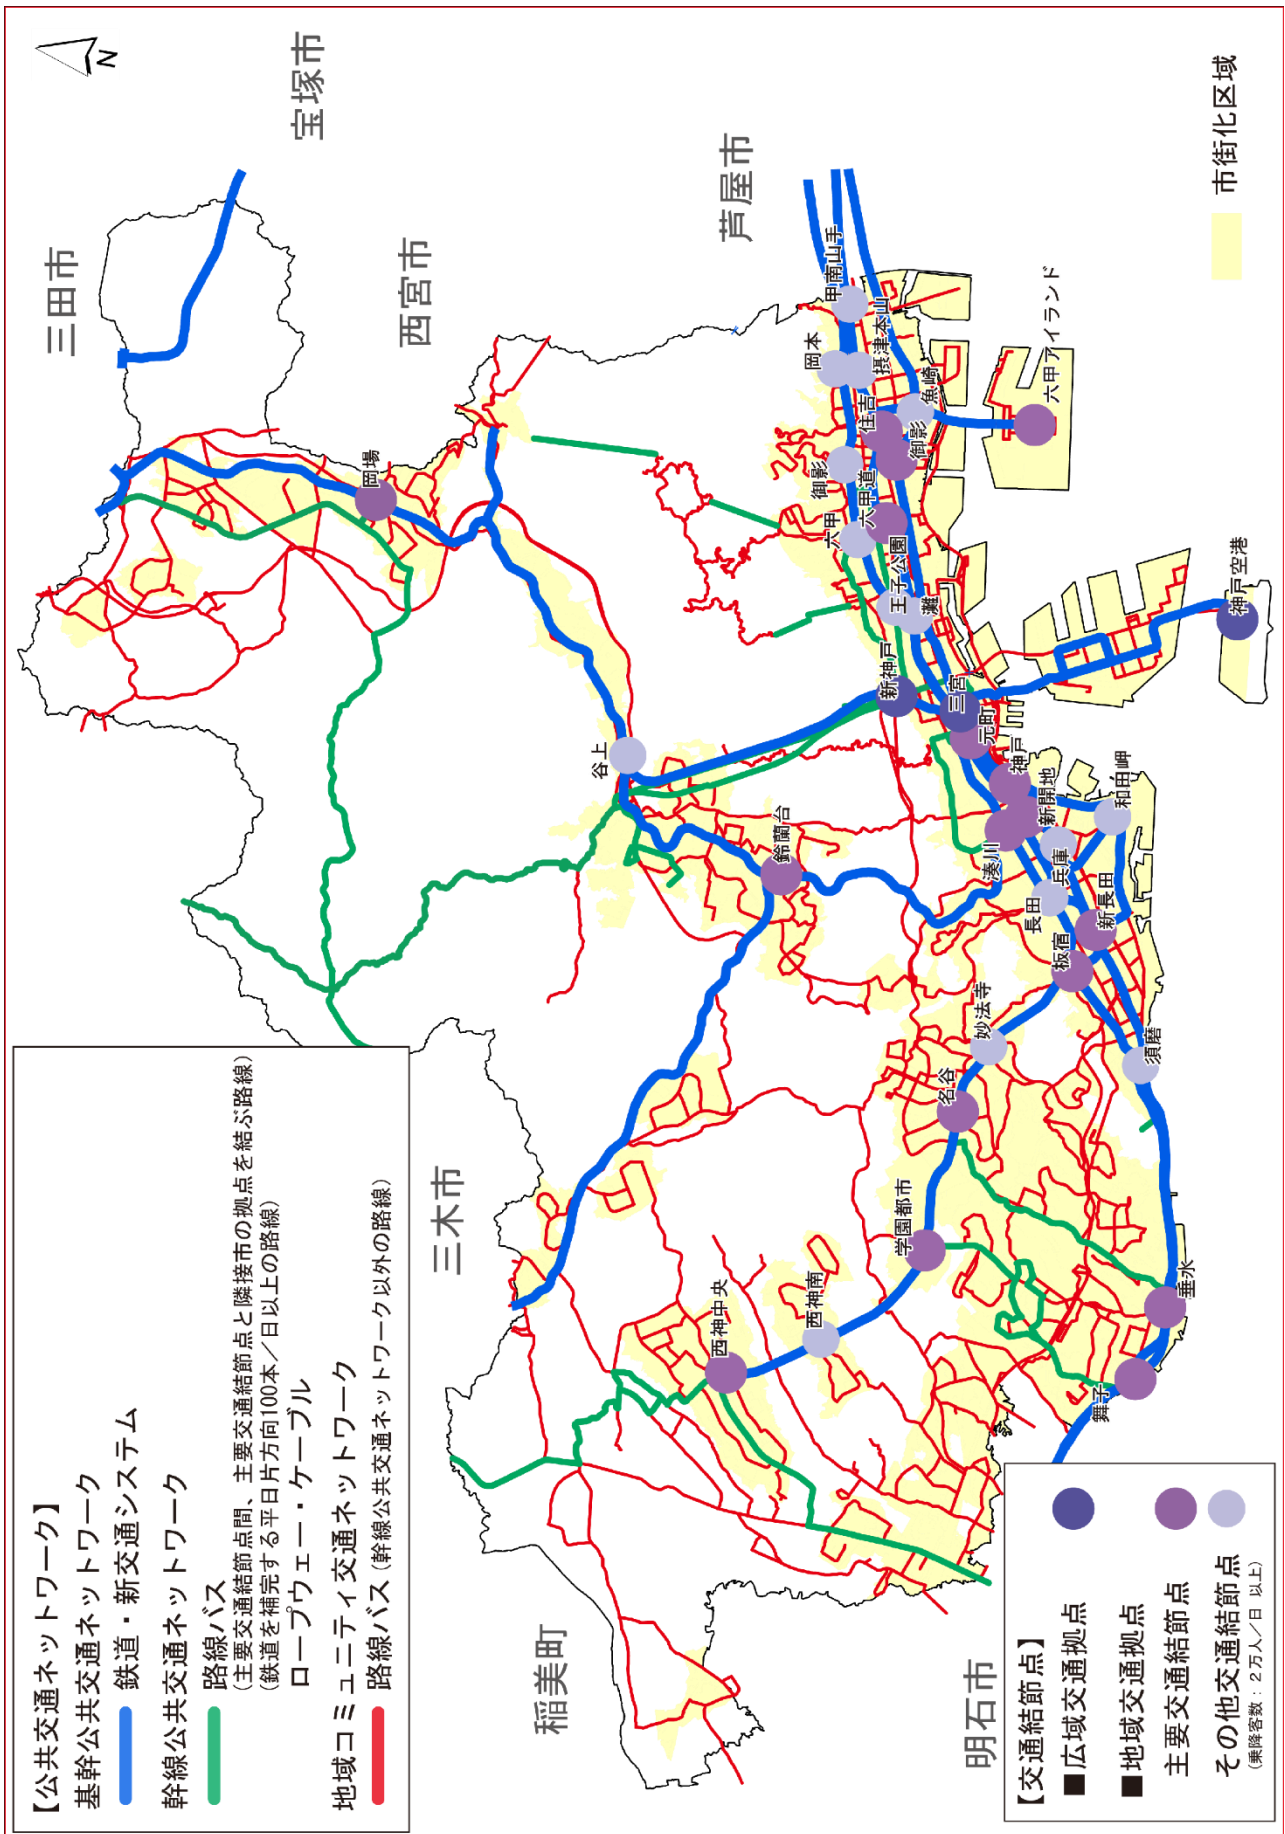 【公共交通ネットワーク】
基幹公共交通ネットワーク
鉄道・新交通システム
幹線公共交通ネットワーク
路線バス
(主要交通結節点間、主要交通結節点と隣接市の拠点を結ぶ路線)
(鉄道を補完する平日片方向100本／日以上の路線)
ロープウェー・ケーブル
地域コミュニティ交通ネットワーク
路線バス(幹線公共交通ネットワーク以外の路線)
【交通結節点】
■広域交通拠点
■地域交通拠点
主要交通結節点
その他交通結節点
(乗降客数：2万人／日 以上)
市街化区域
N
三田市
宝塚市
西宮市
芦屋市
三木市
稲美町
明石市
岡場
谷上
鈴蘭台
西神中央
西神南
学園都市
名谷
妙法寺
板宿
新長田
長田
兵庫
湊川
新開地
神戸
和田岬
元町
三宮
新神戸
王子公園
灘
六甲
六甲道
御影
御影
住吉
魚崎
岡本
摂津本山
甲南山手
六甲アイランド
神戸空港
須磨
垂水
舞子